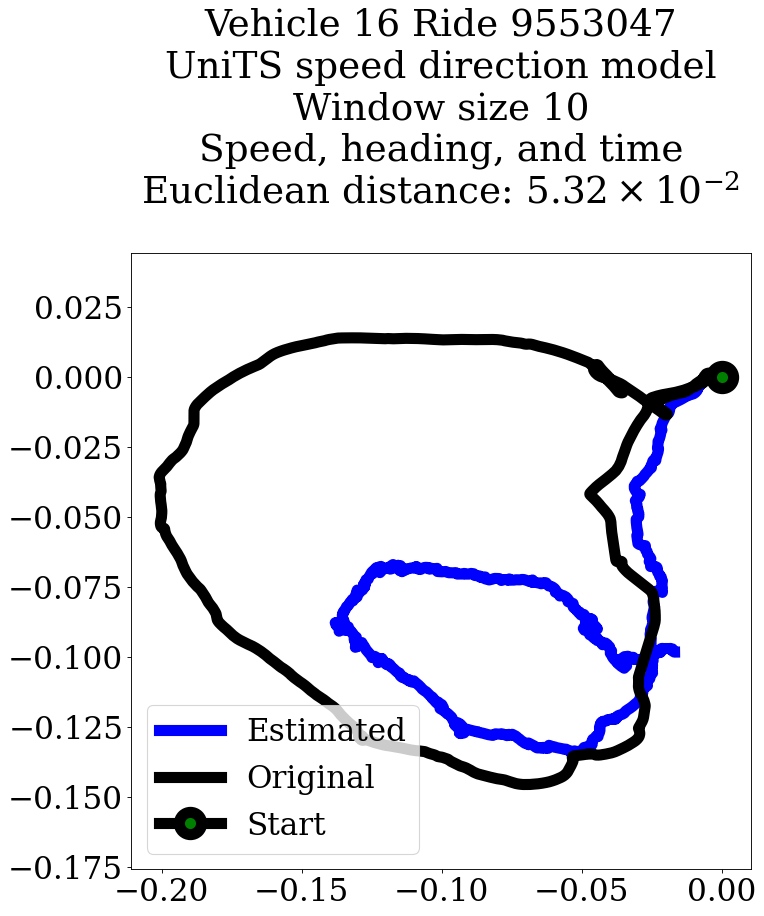 Vehicle 16 Ride 9553047
UniTS speed direction model
Window size 10
Speed, heading, and time
Euclidean distance: 5.32 × 10⁻²
0.025
0.000
−0.025
−0.050
−0.075
−0.100
−0.125
−0.150
−0.175
Estimated
Original
Start
−0.20 −0.15 −0.10 −0.05 0.00